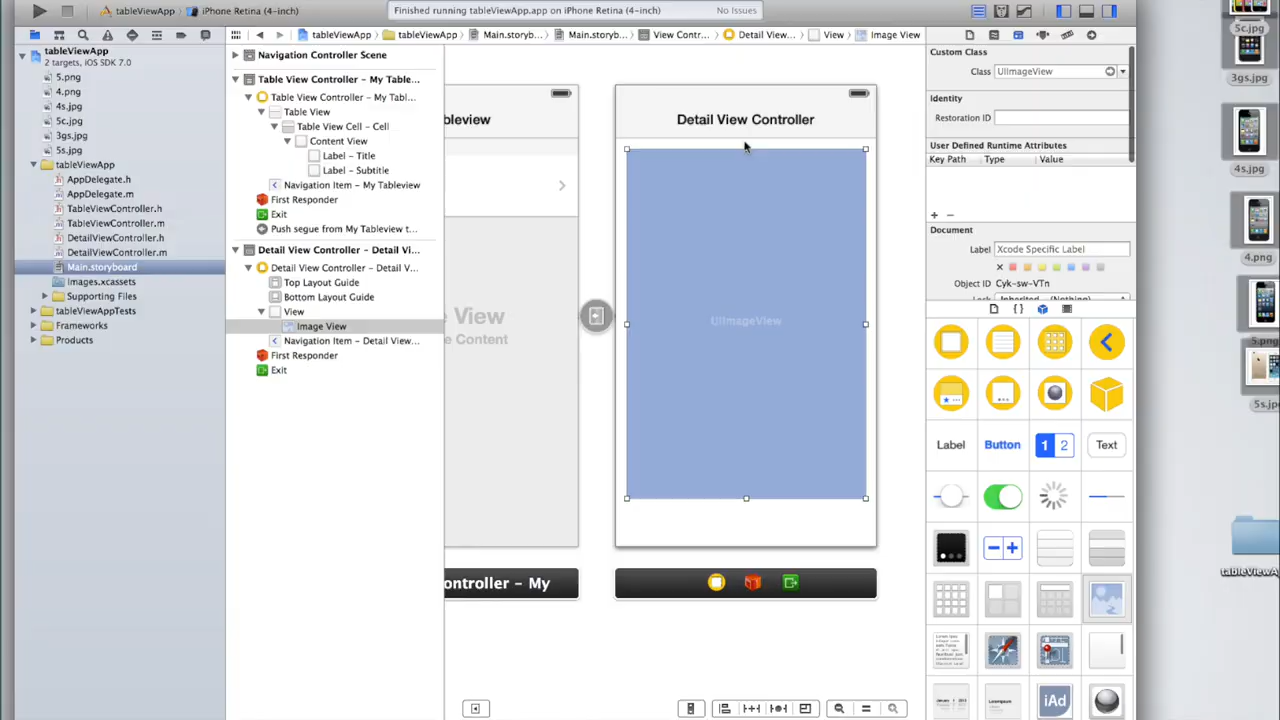 tableViewApp
iPhone Retina (4-inch)
Finished running tableViewApp.app on iPhone Retina (4-inch)
No Issues
tableViewApp
tableViewApp
Main.storyb...
Main.storyb...
View Contr...
Detail View...
View
Image View
tableViewApp
2 targets, iOS SDK 7.0
5.png
4.png
4s.jpg
5c.jpg
3gs.jpg
5s.jpg
tableViewApp
AppDelegate.h
AppDelegate.m
TableViewController.h
TableViewController.m
DetailViewController.h
DetailViewController.m
Main.storyboard
Images.xcassets
Supporting Files
tableViewAppTests
Frameworks
Products
Navigation Controller Scene
Table View Controller – My Table...
Table View Controller – My Tabl...
Table View
Table View Cell – Cell
Content View
Label – Title
Label – Subtitle
Navigation Item – My Tableview
First Responder
Exit
Push segue from My Tableview t...
Detail View Controller – Detail Vi...
Detail View Controller – Detail V...
Top Layout Guide
Bottom Layout Guide
View
Image View
Navigation Item – Detail View...
First Responder
Exit
bleview
e View
e Content
ontroller – My
Detail View Controller
UIImageView
Custom Class
Class
UIImageView
Identity
Restoration ID
User Defined Runtime Attributes
Key Path
Type
Value
Document
Label
Xcode Specific Label
Object ID
Cyk-sw-VTn
Lock
Inherited – (Nothing)
Label
Button
1 2
Text
iAd
5c.jpg
3gs.jpg
4s.jpg
4.png
5.png
5s.jp
tableViewA